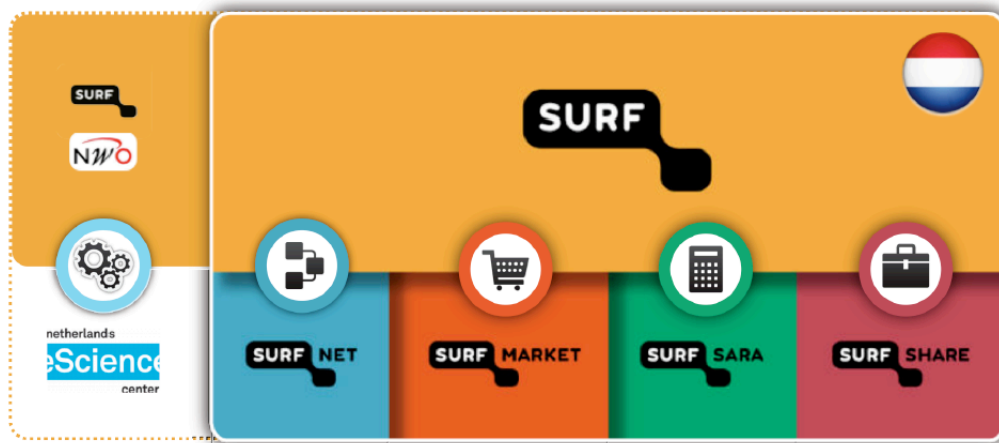 SURF
NWO
netherlands
eScience
center
SURF
SURF NET
SURF MARKET
SURF SARA
SURF SHARE